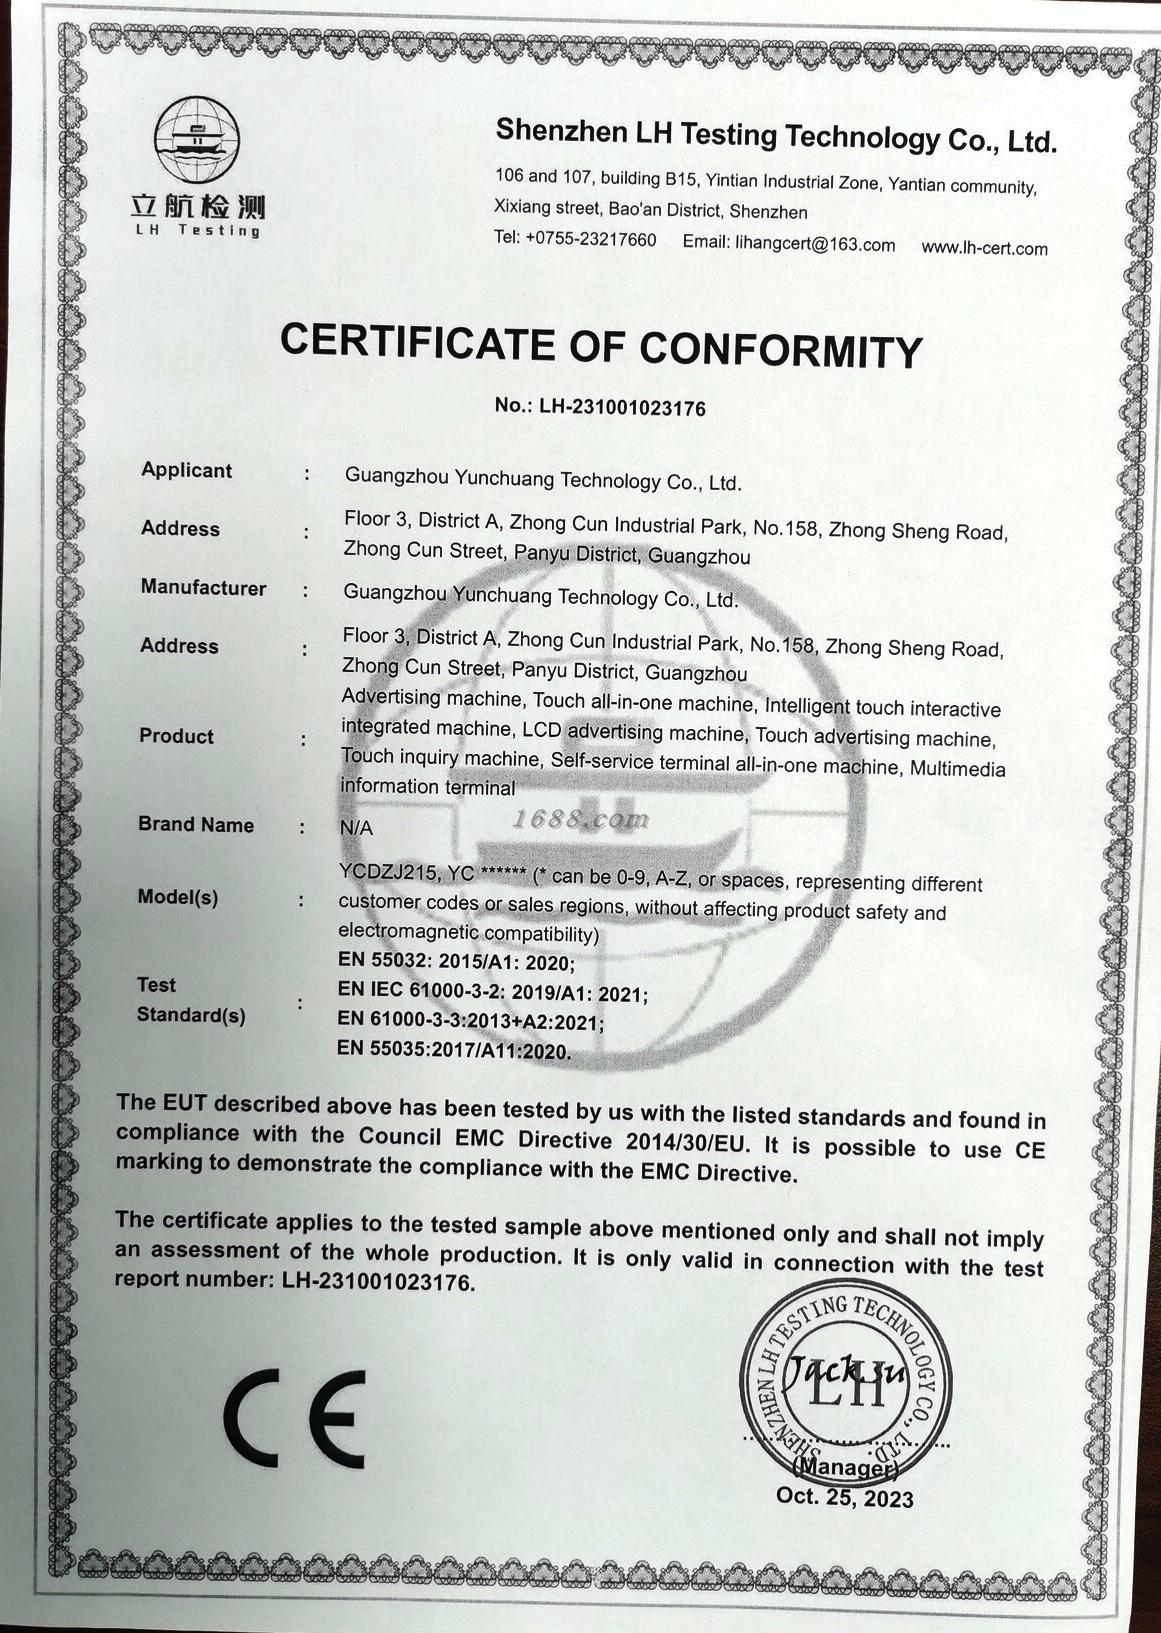 立航检测
LH Testing
Shenzhen LH Testing Technology Co., Ltd.
106 and 107, building B15, Yintian Industrial Zone, Yantian community,
Xixiang street, Bao'an District, Shenzhen
Tel: +0755-23217660 Email: lihangcert@163.com www.lh-cert.com
CERTIFICATE OF CONFORMITY
No.: LH-231001023176
Applicant : Guangzhou Yunchuang Technology Co., Ltd.
Address : Floor 3, District A, Zhong Cun Industrial Park, No.158, Zhong Sheng Road,
Zhong Cun Street, Panyu District, Guangzhou
Manufacturer : Guangzhou Yunchuang Technology Co., Ltd.
Address : Floor 3, District A, Zhong Cun Industrial Park, No.158, Zhong Sheng Road,
Zhong Cun Street, Panyu District, Guangzhou
Product : Advertising machine, Touch all-in-one machine, Intelligent touch interactive
integrated machine, LCD advertising machine, Touch advertising machine,
Touch inquiry machine, Self-service terminal all-in-one machine, Multimedia
information terminal
1688.com
Brand Name : N/A
Model(s) : YCDZJ215, YC ****** (* can be 0-9, A-Z, or spaces, representing different
customer codes or sales regions, without affecting product safety and
electromagnetic compatibility)
Test Standard(s) : EN 55032: 2015/A1: 2020;
EN IEC 61000-3-2: 2019/A1: 2021;
EN 61000-3-3:2013+A2:2021;
EN 55035:2017/A11:2020.
The EUT described above has been tested by us with the listed standards and found in
compliance with the Council EMC Directive 2014/30/EU. It is possible to use CE
marking to demonstrate the compliance with the EMC Directive.
The certificate applies to the tested sample above mentioned only and shall not imply
an assessment of the whole production. It is only valid in connection with the test
report number: LH-231001023176.
CE
SHENZHEN LH TESTING TECHNOLOGY CO., LTD.
LH
Jack su
(Manager)
Oct. 25, 2023